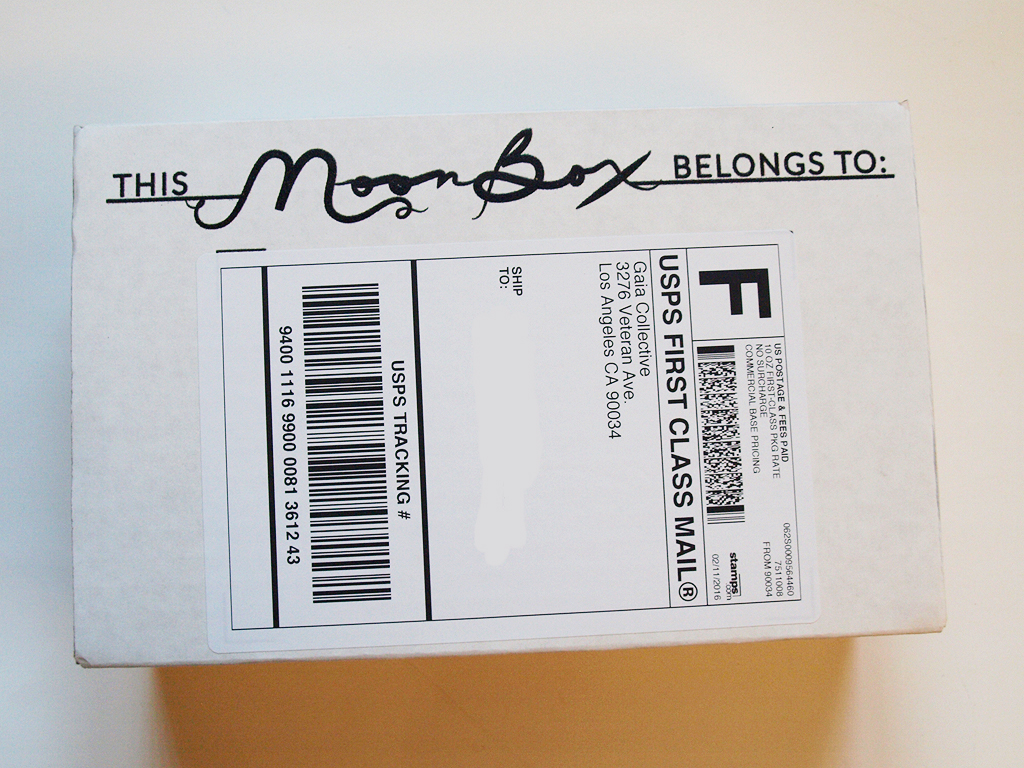 THIS MoonBox BELONGS TO:
F
US POSTAGE & FEES PAID
10 OZ FIRST-CLASS PKG RATE
NO SURCHARGE
COMMERCIAL BASE PRICING
062S0009564460
7511008
FROM 90034
stamps
.com
02/11/2016
USPS FIRST CLASS MAIL®
Gaia Collective
3276 Veteran Ave.
Los Angeles CA 90034
SHIP
TO:
USPS TRACKING #
9400 1116 9900 0081 3612 43